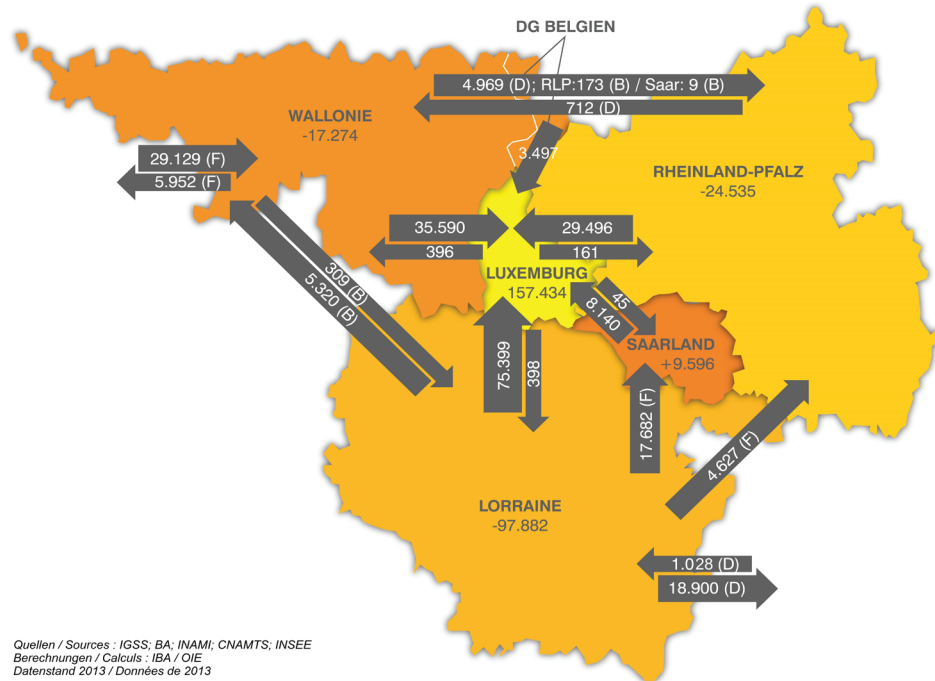 DG BELGIEN
4.969 (D); RLP:173 (B) / Saar: 9 (B)
712 (D)
WALLONIE
-17.274
3.497
29.129 (F)
5.952 (F)
RHEINLAND-PFALZ
-24.535
35.590
396
29.496
161
LUXEMBURG
157.434
309 (B)
5.320 (B)
45
8.140
SAARLAND
+9.596
75.399
398
17.682 (F)
4.627 (F)
LORRAINE
-97.882
1.028 (D)
18.900 (D)
Quellen / Sources : IGSS; BA; INAMI; CNAMTS; INSEE
Berechnungen / Calculs : IBA / OIE
Datenstand 2013 / Données de 2013